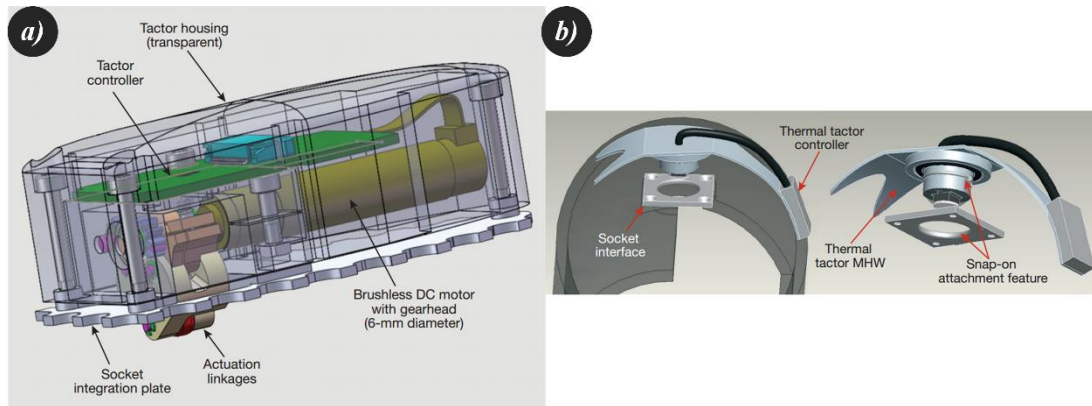 a)
Tactor housing
(transparent)
Tactor
controller
Brushless DC motor
with gearhead
(6-mm diameter)
Actuation
linkages
Socket
integration plate
b)
Thermal tactor
controller
Socket
interface
Thermal
tactor MHW
Snap-on
attachment feature